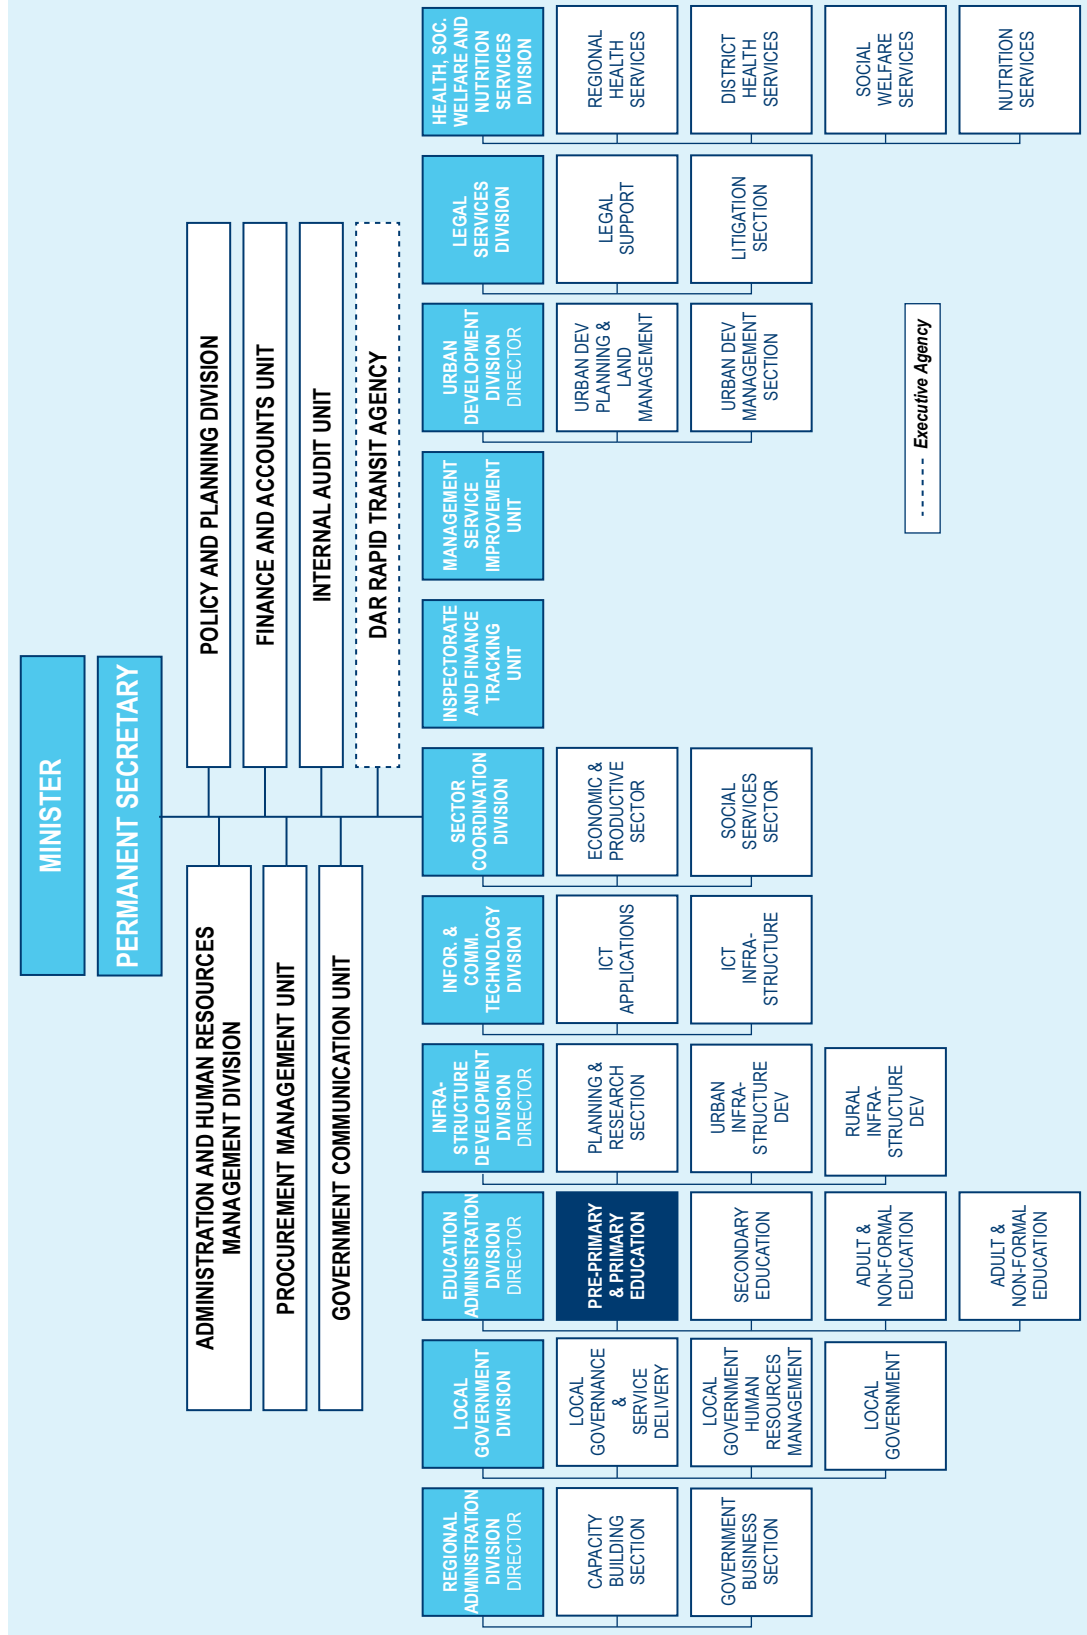 MINISTER
PERMANENT SECRETARY
ADMINISTRATION AND HUMAN RESOURCES
MANAGEMENT DIVISION
PROCUREMENT MANAGEMENT UNIT
GOVERNMENT COMMUNICATION UNIT
POLICY AND PLANNING DIVISION
FINANCE AND ACCOUNTS UNIT
INTERNAL AUDIT UNIT
DAR RAPID TRANSIT AGENCY
REGIONAL
ADMINISTRATION
DIVISION
DIRECTOR
CAPACITY
BUILDING
SECTION
GOVERNMENT
BUSINESS
SECTION
LOCAL
GOVERNMENT
DIVISION
LOCAL
GOVERNANCE
&
SERVICE
DELIVERY
LOCAL
GOVERNMENT
HUMAN
RESOURCES
MANAGEMENT
LOCAL
GOVERNMENT
EDUCATION
ADMINISTRATION
DIVISION
DIRECTOR
PRE-PRIMARY
& PRIMARY
EDUCATION
SECONDARY
EDUCATION
ADULT &
NON-FORMAL
EDUCATION
ADULT &
NON-FORMAL
EDUCATION
INFRA-
STRUCTURE
DEVELOPMENT
DIVISION
DIRECTOR
PLANNING &
RESEARCH
SECTION
URBAN
INFRA-
STRUCTURE
DEV
RURAL
INFRA-
STRUCTURE
DEV
INFOR. &
COMM.
TECHNOLOGY
DIVISION
ICT
APPLICATIONS
ICT
INFRA-
STRUCTURE
SECTOR
COORDINATION
DIVISION
ECONOMIC &
PRODUCTIVE
SECTOR
SOCIAL
SERVICES
SECTOR
INSPECTORATE
AND FINANCE
TRACKING
UNIT
MANAGEMENT
SERVICE
IMPROVEMENT
UNIT
URBAN
DEVELOPMENT
DIVISION
DIRECTOR
URBAN DEV
PLANNING &
LAND
MANAGEMENT
URBAN DEV
MANAGEMENT
SECTION
LEGAL
SERVICES
DIVISION
LEGAL
SUPPORT
LITIGATION
SECTION
HEALTH, SOC.
WELFARE AND
NUTRITION
SERVICES
DIVISION
REGIONAL
HEALTH
SERVICES
DISTRICT
HEALTH
SERVICES
SOCIAL
WELFARE
SERVICES
NUTRITION
SERVICES
Executive Agency